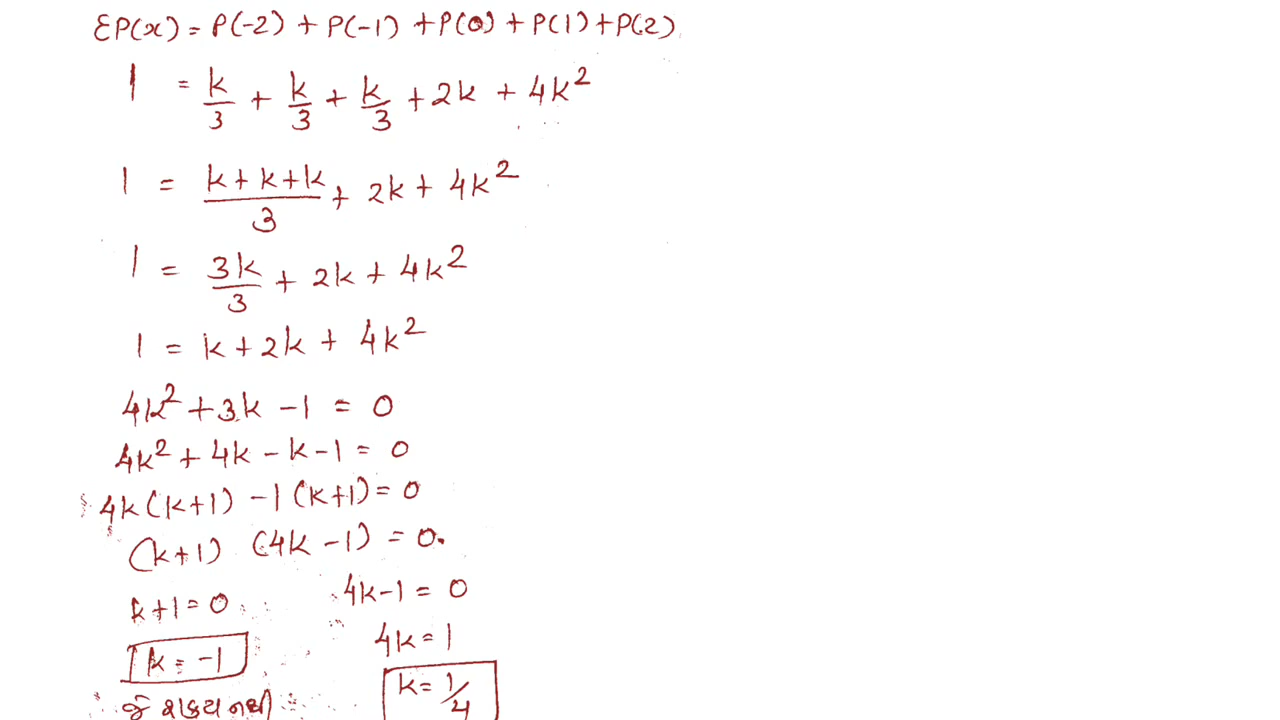 ΣP(x) = P(-2) + P(-1) + P(0) + P(1) + P(2)
1 = k/3 + k/3 + k/3 + 2k + 4k²
1 = (k+k+k)/3 + 2k + 4k²
1 = 3k/3 + 2k + 4k²
1 = k + 2k + 4k²
4k² + 3k - 1 = 0
4k² + 4k - k - 1 = 0
4k(k+1) - 1(k+1) = 0
(k+1) (4k-1) = 0.
k+1 = 0 4k-1 = 0
4k = 1
k = -1 k = 1/4
જે શક્ય નથી